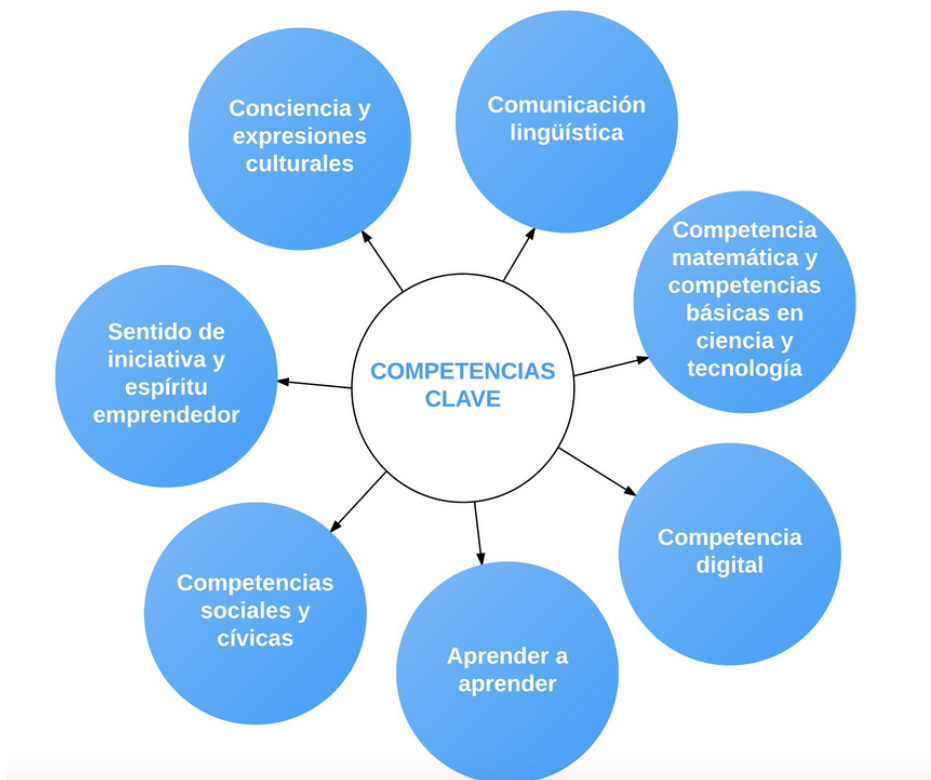 COMPETENCIAS
CLAVE
Comunicación
lingüística
Competencia
matemática y
competencias
básicas en
ciencia y
tecnología
Competencia
digital
Aprender a
aprender
Competencias
sociales y
cívicas
Sentido de
iniciativa y
espíritu
emprendedor
Conciencia y
expresiones
culturales